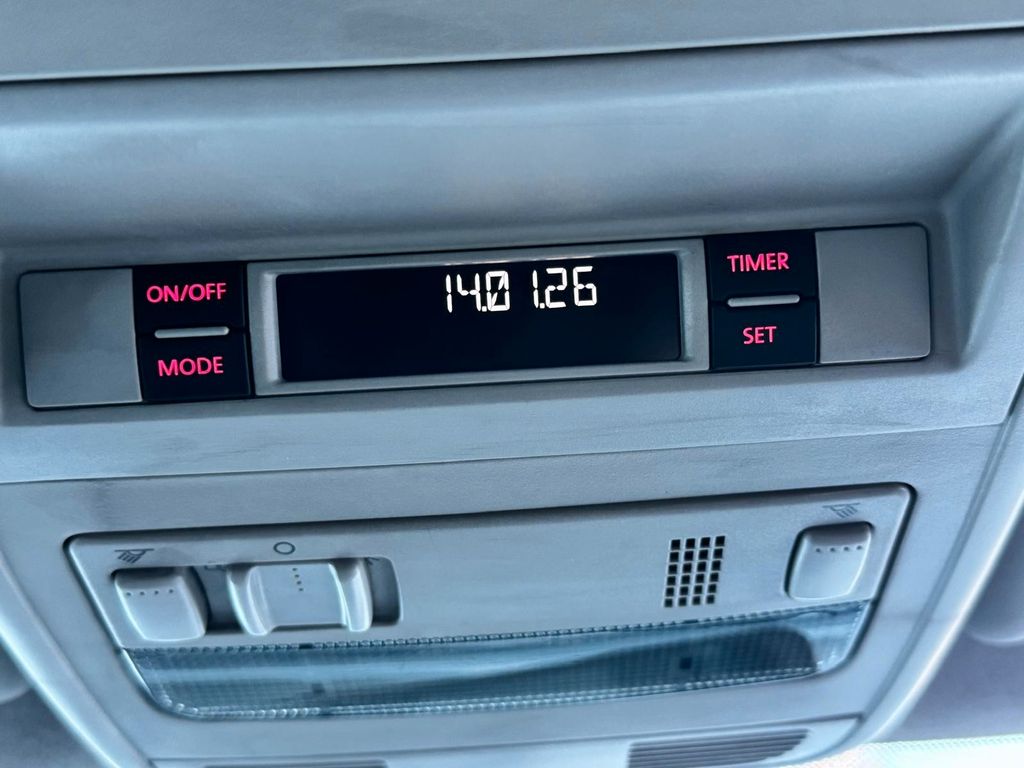 14.01.26
ON/OFF
MODE
TIMER
SET